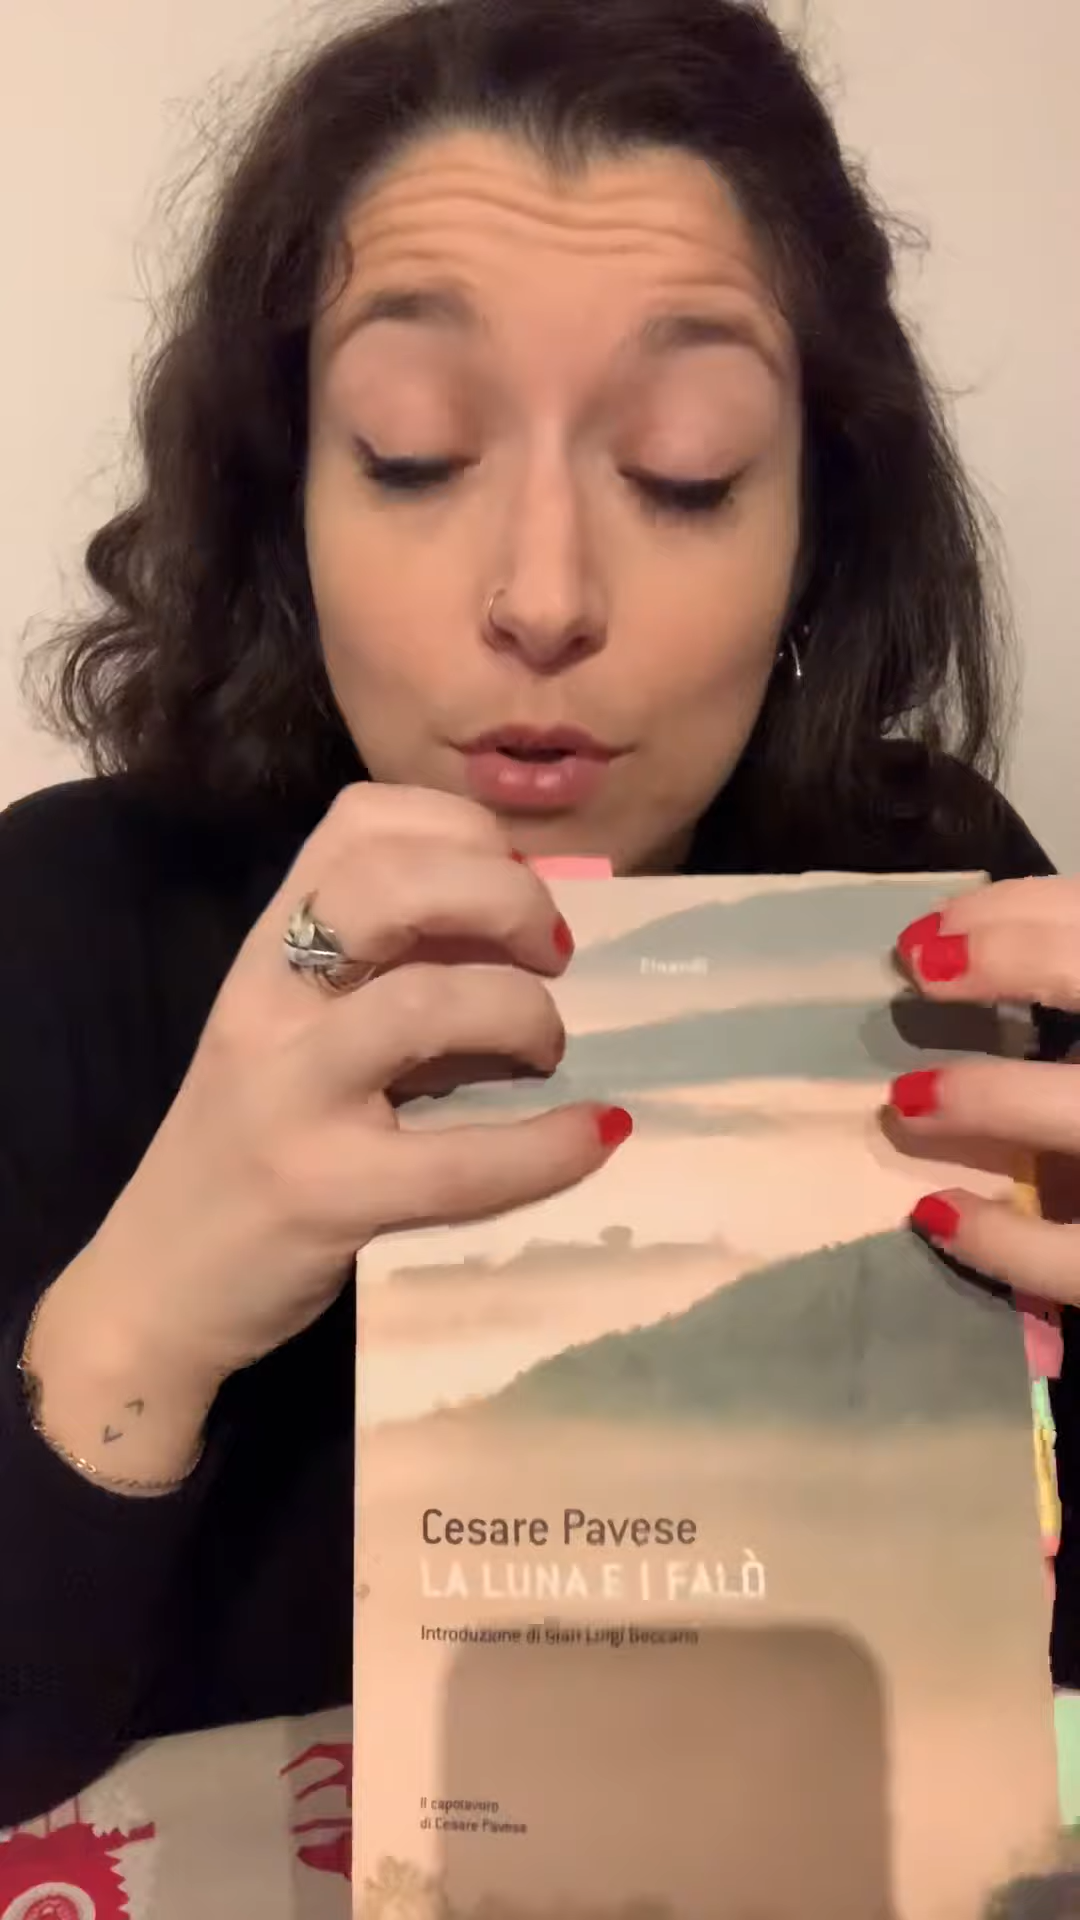 Einaudi
Cesare Pavese
LA LUNA E I FALÒ
Introduzione di Gian Luigi Beccaria
Il capolavoro
di Cesare Pavese